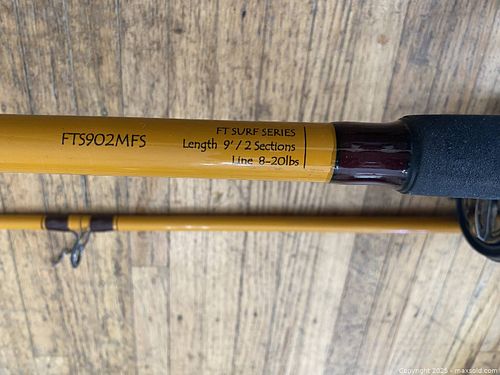 FTS902MFS
FT SURF SERIES
Length 9' / 2 Sections
Line 8-20lbs
Copyright 2025 - maxsold.com